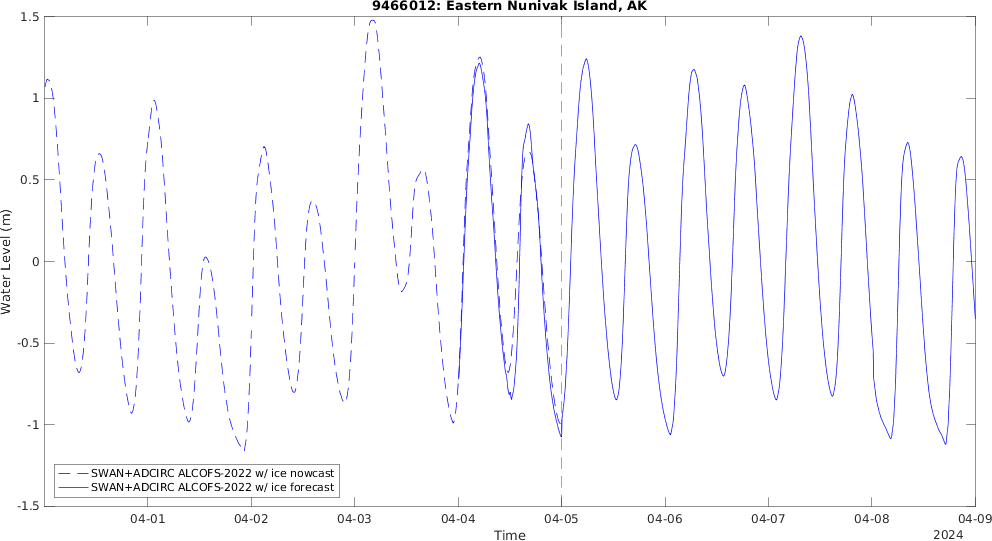 9466012: Eastern Nunivak Island, AK
1.5
1
0.5
0
-0.5
-1
-1.5
Water Level (m)
SWAN+ADCIRC ALCOFS-2022 w/ ice nowcast
SWAN+ADCIRC ALCOFS-2022 w/ ice forecast
04-01 04-02 04-03 04-04 04-05 04-06 04-07 04-08 04-09
Time
2024